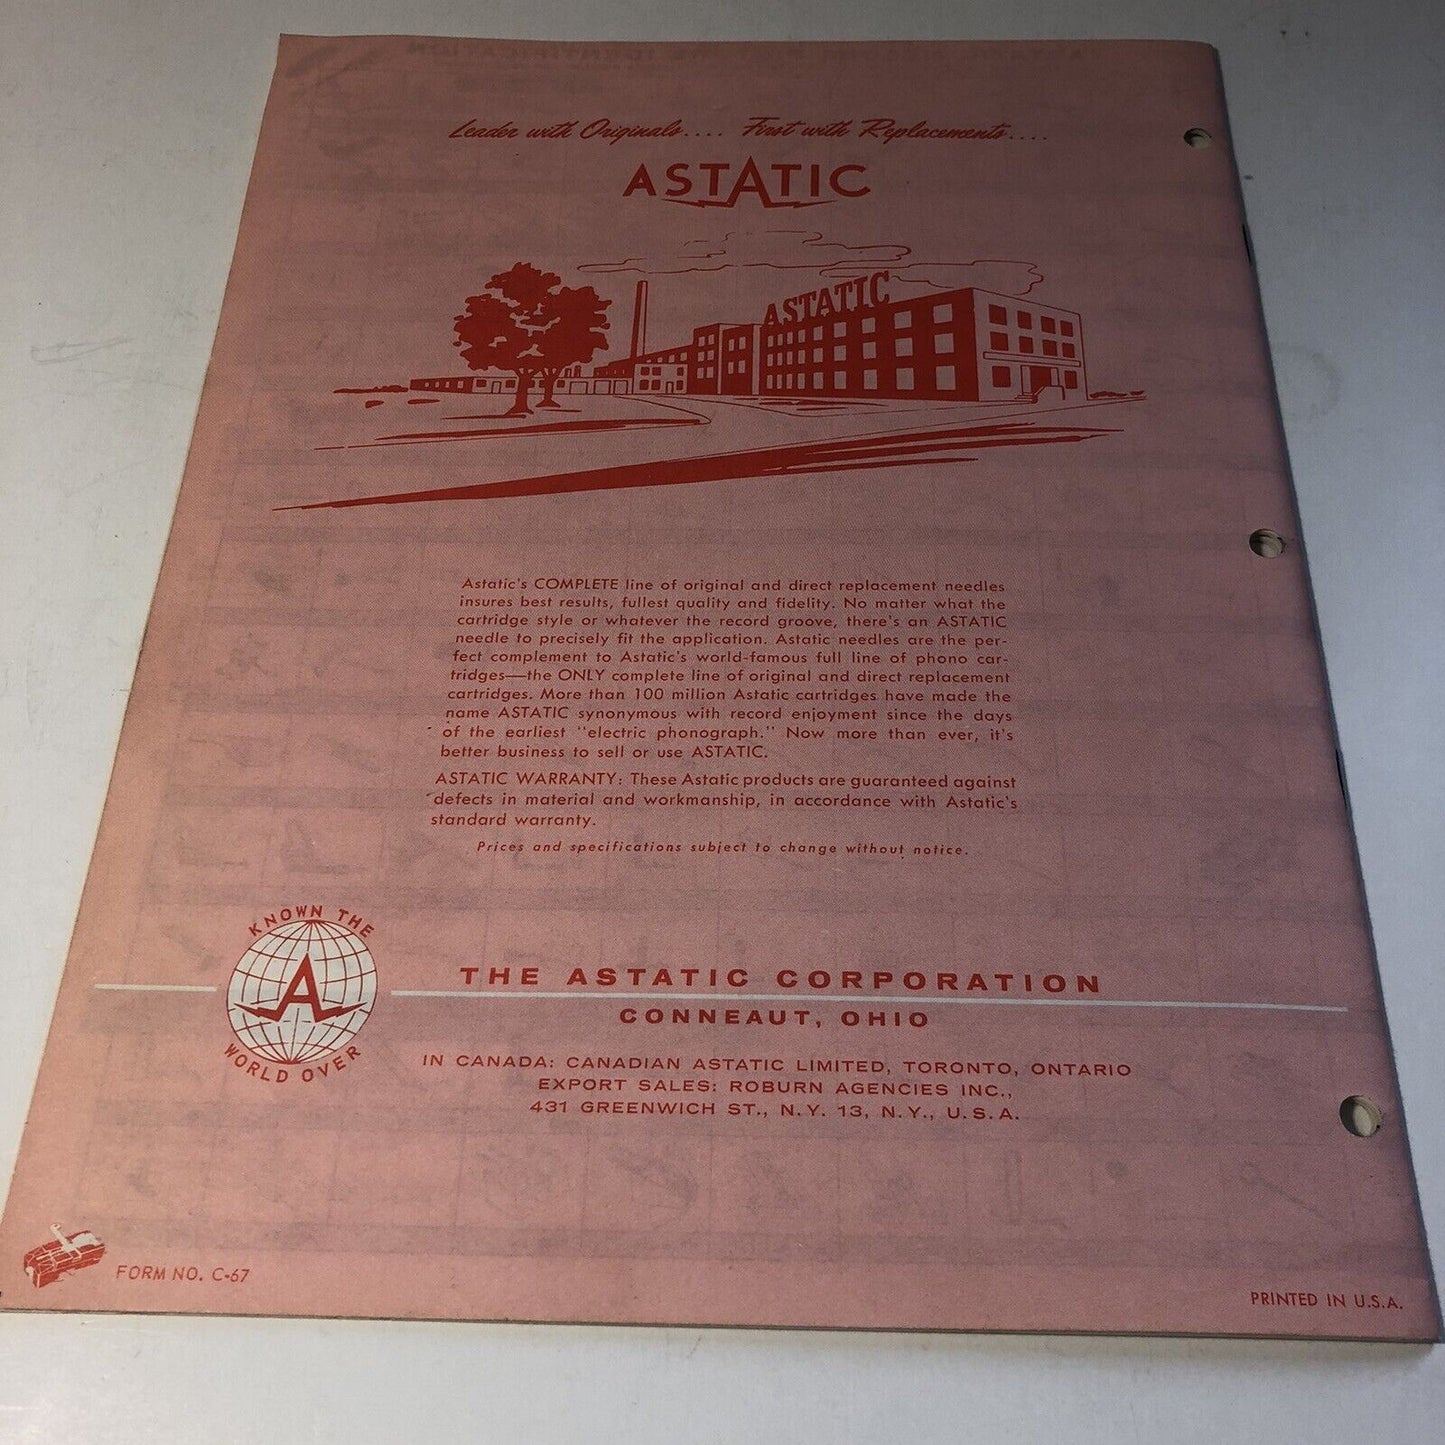 Leader with Originals.... First with Replacements....
ASTATIC
ASTATIC
Astatic's COMPLETE line of original and direct replacement needles
insures best results, fullest quality and fidelity. No matter what the
cartridge style or whatever the record groove, there's an ASTATIC
needle to precisely fit the application. Astatic needles are the per-
fect complement to Astatic's world-famous full line of phono car-
tridges—the ONLY complete line of original and direct replacement
cartridges. More than 100 million Astatic cartridges have made the
name ASTATIC synonymous with record enjoyment since the days
of the earliest "electric phonograph." Now more than ever, it's
better business to sell or use ASTATIC.
ASTATIC WARRANTY: These Astatic products are guaranteed against
defects in material and workmanship, in accordance with Astatic's
standard warranty.
Prices and specifications subject to change without notice.
KNOWN THE
A
WORLD OVER
THE ASTATIC CORPORATION
CONNEAUT, OHIO
IN CANADA: CANADIAN ASTATIC LIMITED, TORONTO, ONTARIO
EXPORT SALES: ROBURN AGENCIES INC.,
431 GREENWICH ST., N.Y. 13, N.Y., U.S.A.
FORM NO. C-67
PRINTED IN U.S.A.